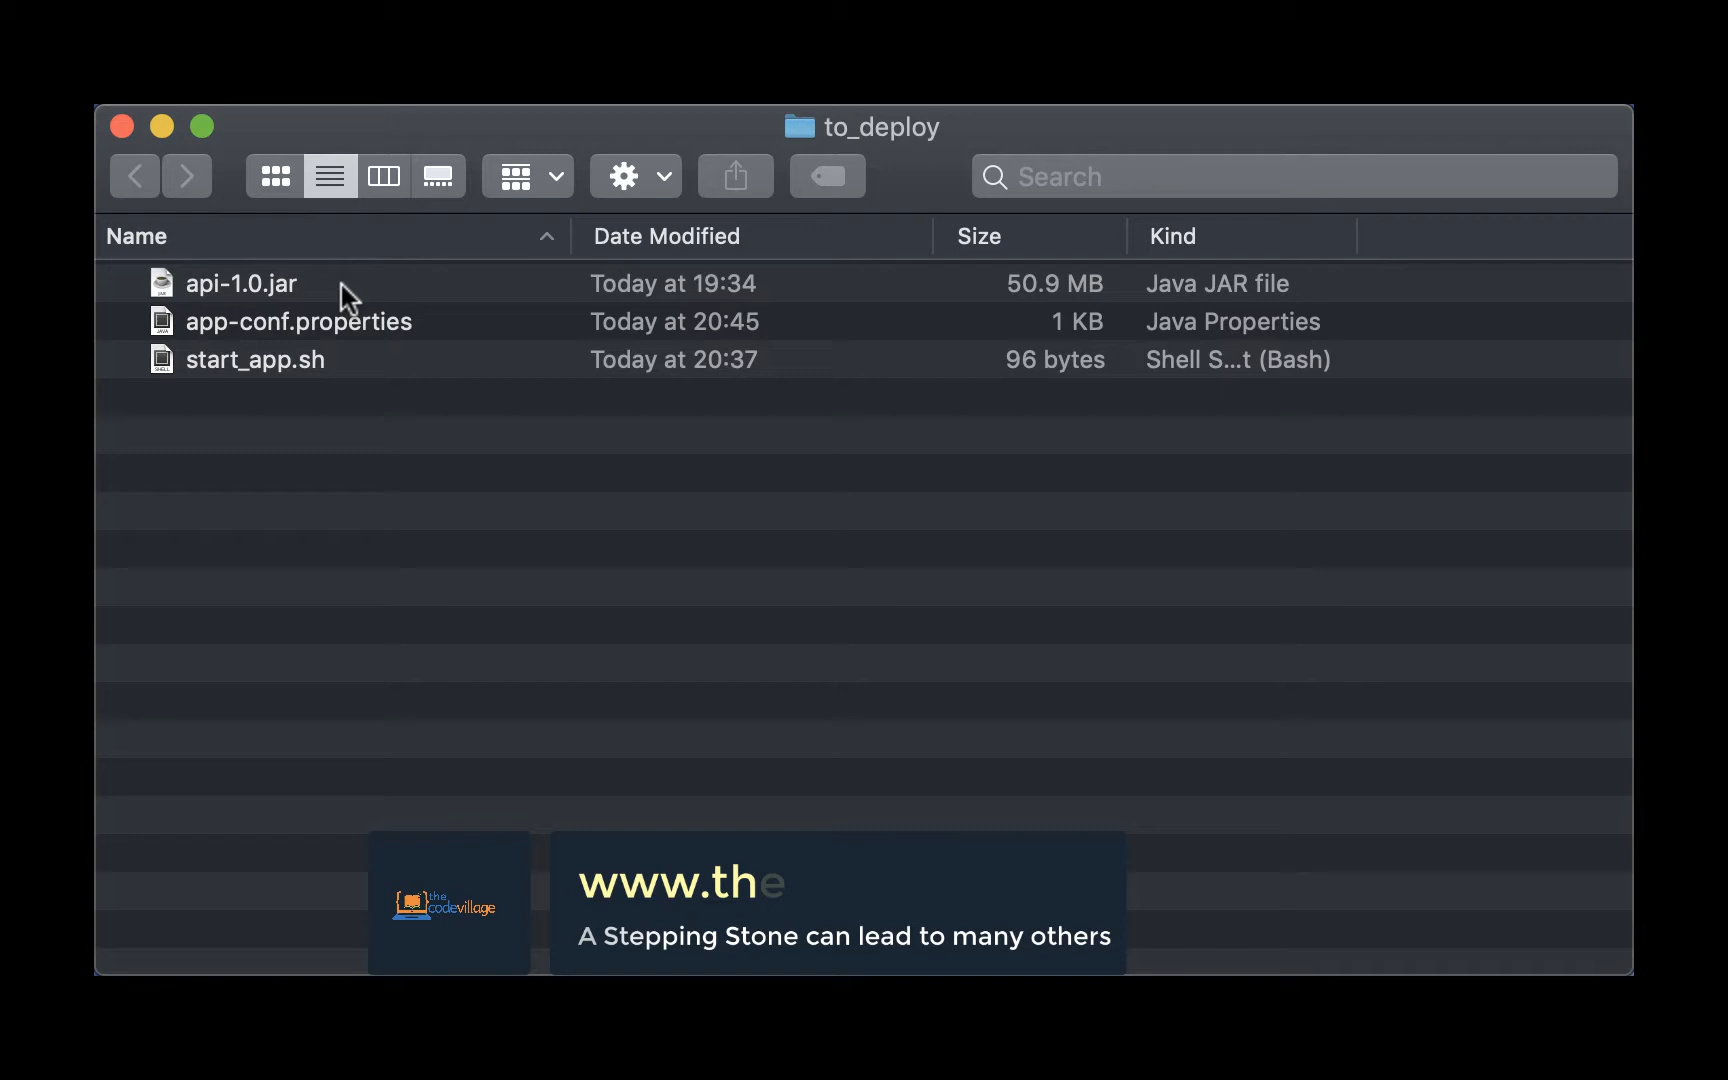 to_deploy
Search
Name Date Modified Size Kind
api-1.0.jar Today at 19:34 50.9 MB Java JAR file
app-conf.properties Today at 20:45 1 KB Java Properties
start_app.sh Today at 20:37 96 bytes Shell S...t (Bash)
the
codevillage
www.the
A Stepping Stone can lead to many others